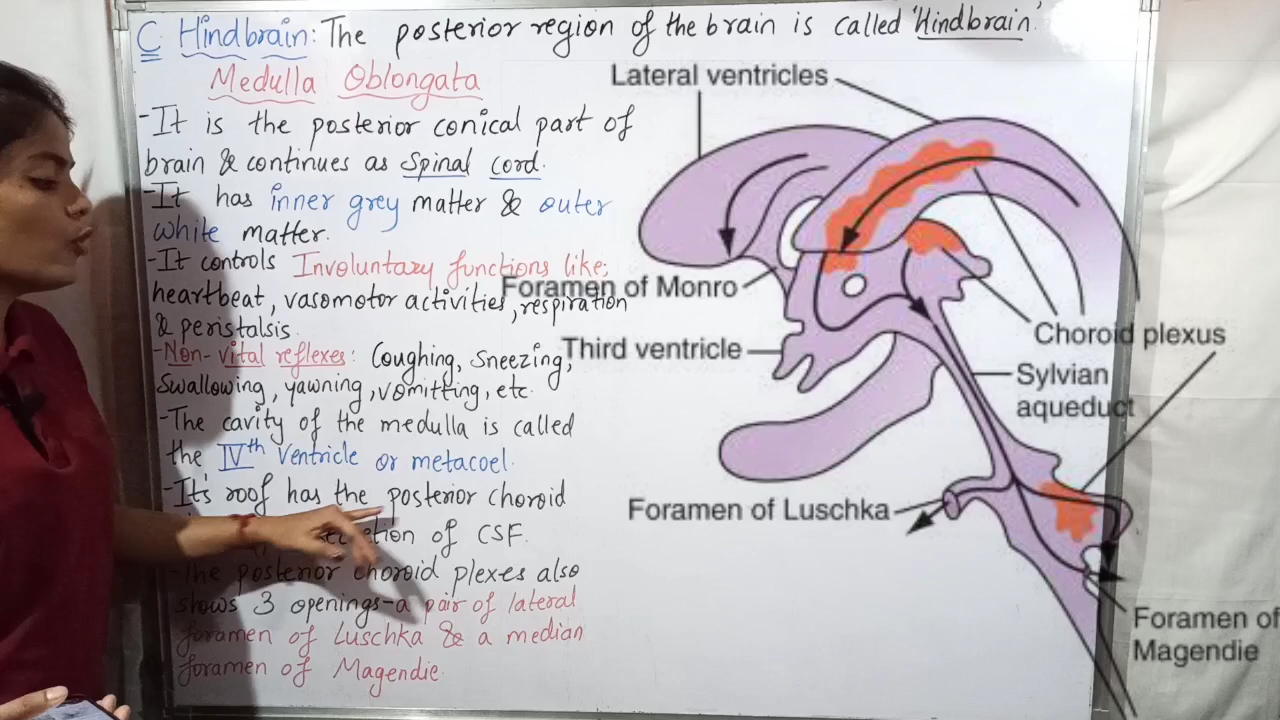 C Hindbrain: The posterior region of the brain is called 'Hindbrain'.
Medulla Oblongata
-It is the posterior conical part of
brain & continues as spinal cord.
-It has inner grey matter & outer
white matter.
-It controls Involuntary functions like;
heartbeat, vasomotor activities, respiration
& peristalsis.
-Non-vital reflexes: Coughing, Sneezing,
Swallowing, yawning, vomitting, etc.
-The cavity of the medulla is called
the IVth Ventricle or metacoel.
-It's roof has the posterior choroid
of CSF.
-The posterior choroid plexes also
shows 3 openings-a pair of lateral
foramen of Luschka & a median
foramen of Magendie.
Lateral ventricles
Foramen of Monro
Third ventricle
Choroid plexus
Sylvian
aqueduct
Foramen of Luschka
Foramen of
Magendie